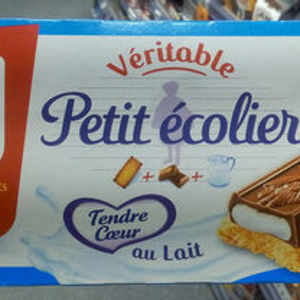 Véritable
Petit écolier
+ +
Tendre
Cœur
au Lait